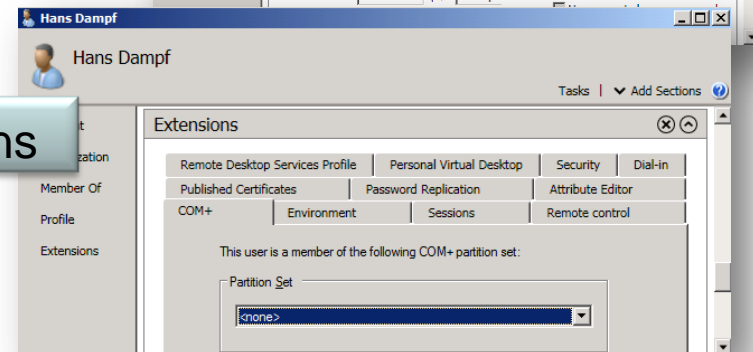 Hans Dampf
Hans Dampf
Tasks | Add Sections
ns
Extensions
Remote Desktop Services Profile Personal Virtual Desktop Security Dial-in
Published Certificates Password Replication Attribute Editor
COM+ Environment Sessions Remote control
Member Of
Profile
Extensions
This user is a member of the following COM+ partition set:
Partition Set
<none>